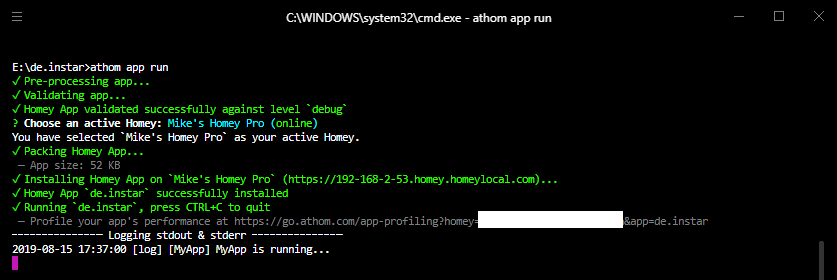 C:\WINDOWS\system32\cmd.exe - athom app run
E:\de.instar>athom app run
✓ Pre-processing app...
✓ Validating app...
✓ Homey App validated successfully against level `debug`
? Choose an active Homey: Mike's Homey Pro (online)
You have selected `Mike's Homey Pro` as your active Homey.
✓ Packing Homey App...
— App size: 52 KB
✓ Installing Homey App on `Mike's Homey Pro` (https://192-168-2-53.homey.homeylocal.com)...
✓ Homey App `de.instar` successfully installed
✓ Running `de.instar`, press CTRL+C to quit
— Profile your app's performance at https://go.athom.com/app-profiling?homey= &app=de.instar
--------------- Logging stdout & stderr ---------------
2019-08-15 17:37:00 [log] [MyApp] MyApp is running...